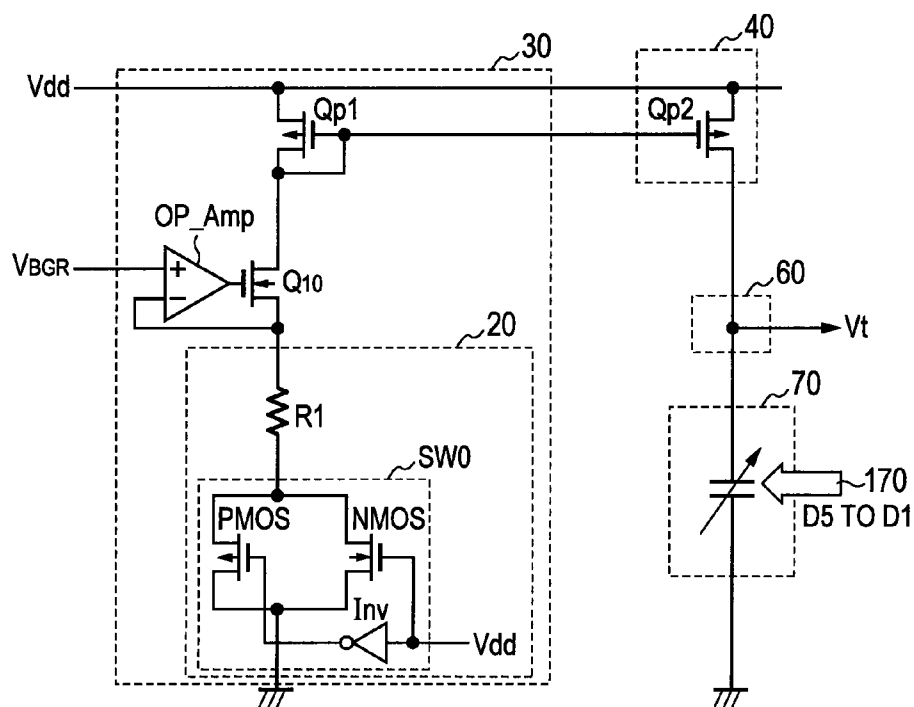 30
40
Vdd
Qp1
Qp2
OP_Amp
VBGR
+
−
Q10
60
Vt
20
R1
70
SW0
170
D5 TO D1
PMOS
NMOS
Inv
Vdd